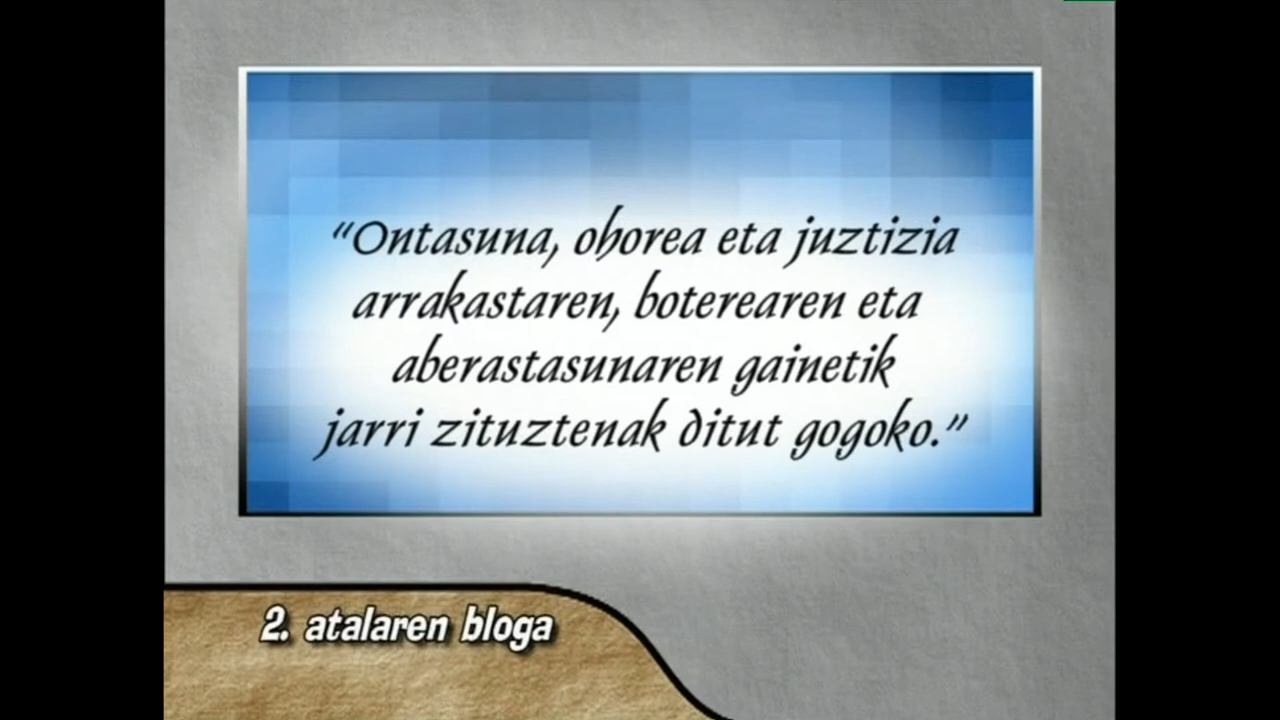 “Ontasuna, ohorea eta juztizia
arrakastaren, boterearen eta
aberastasunaren gainetik
jarri zituztenak ditut gogoko.”
2. atalaren bloga